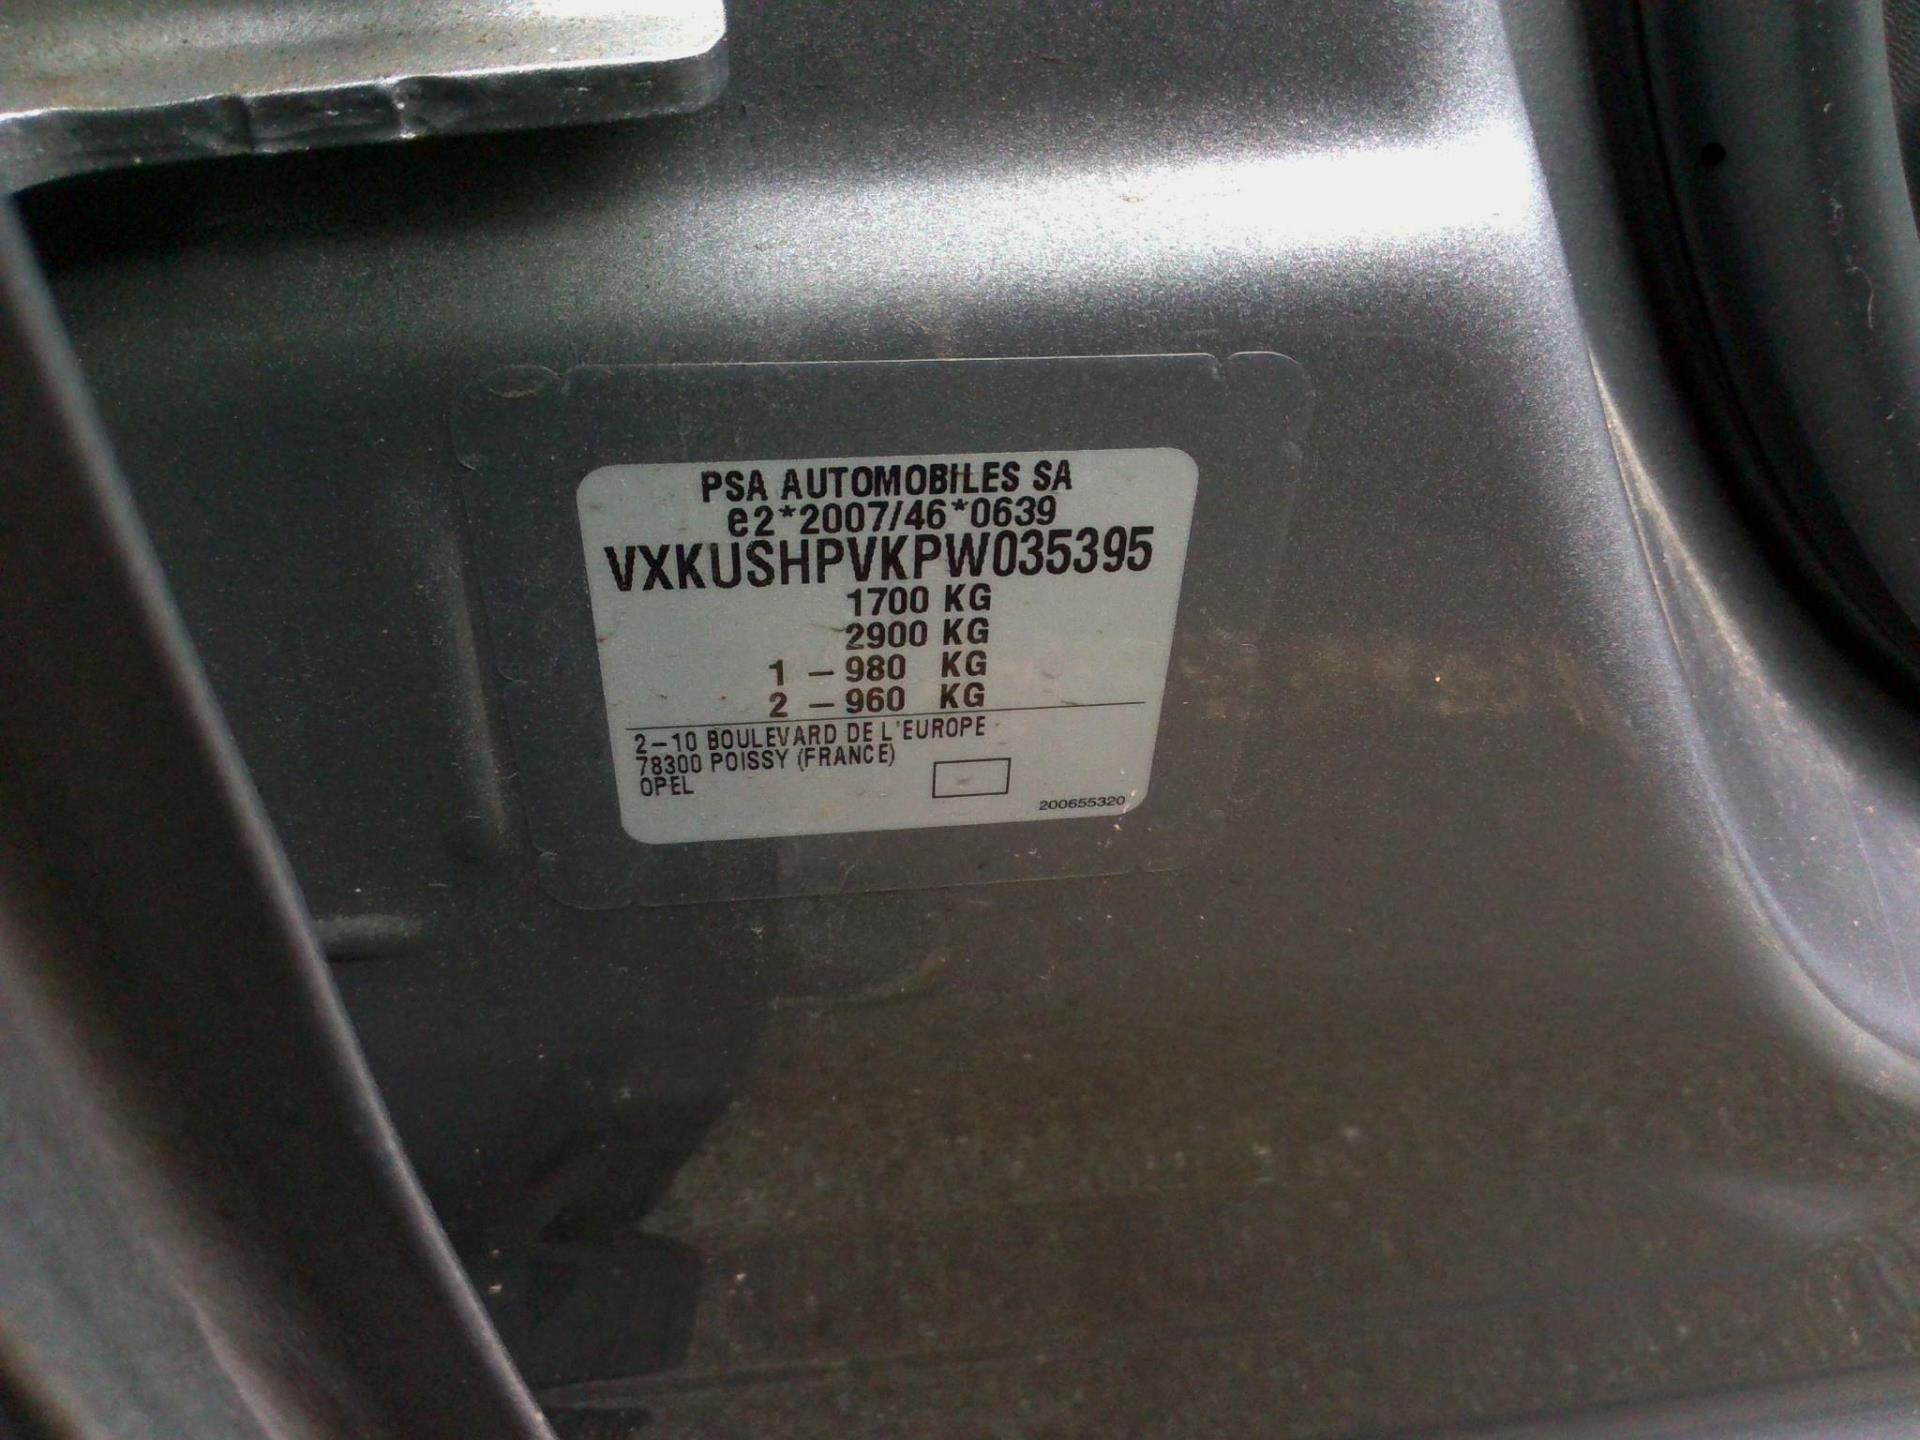 PSA AUTOMOBILES SA
e2*2007/46*0639
VXKUSHPVKPW035395
1700 KG
2900 KG
1 – 980 KG
2 – 960 KG
2–10 BOULEVARD DE L'EUROPE
78300 POISSY (FRANCE)
OPEL
200655320